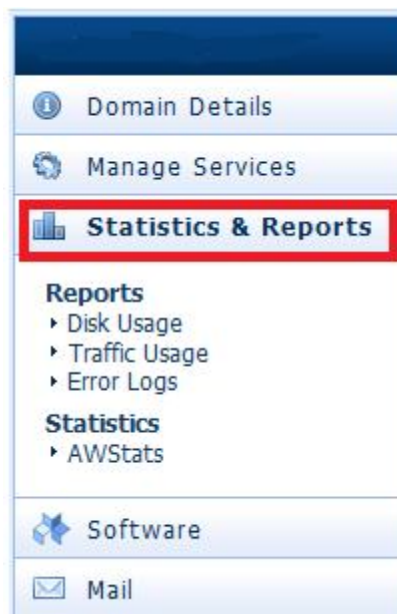 Domain Details
Manage Services
Statistics & Reports
Reports
Disk Usage
Traffic Usage
Error Logs
Statistics
AWStats
Software
Mail